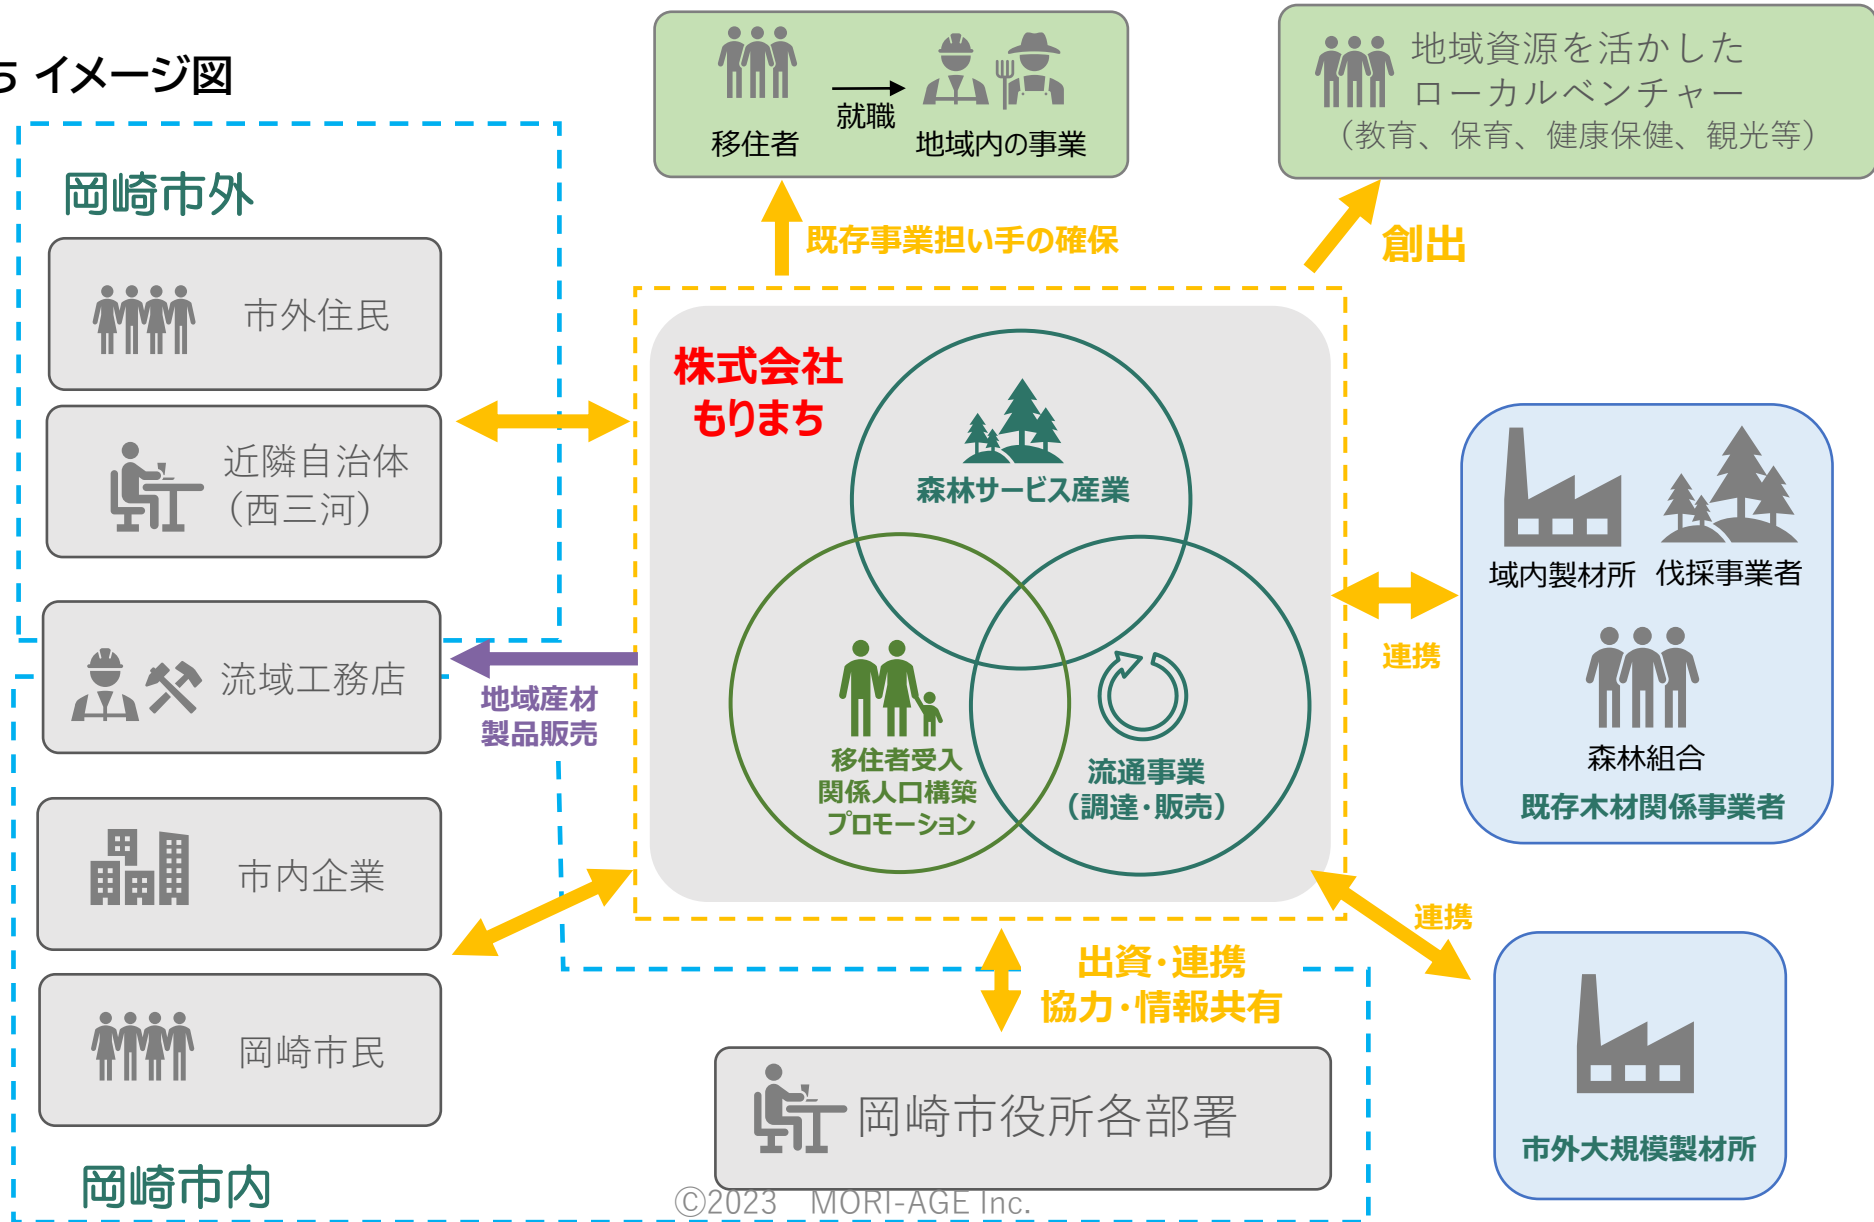 ち イメージ図
移住者
就職
地域内の事業
地域資源を活かした
ローカルベンチャー
（教育、保育、健康保健、観光等）
既存事業担い手の確保
創出
岡崎市外
市外住民
近隣自治体
（西三河）
流域工務店
市内企業
岡崎市民
岡崎市内
地域産材
製品販売
株式会社
もりまち
森林サービス産業
移住者受入
関係人口構築
プロモーション
流通事業
（調達・販売）
連携
域内製材所
伐採事業者
森林組合
既存木材関係事業者
連携
市外大規模製材所
出資・連携
協力・情報共有
岡崎市役所各部署
©2023　MORI-AGE Inc.